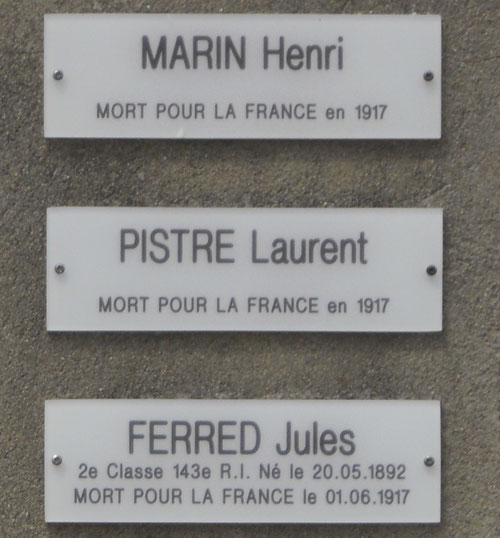 MARIN Henri
MORT POUR LA FRANCE en 1917
PISTRE Laurent
MORT POUR LA FRANCE en 1917
FERRED Jules
2e Classe 143e R.I. Né le 20.05.1892
MORT POUR LA FRANCE le 01.06.1917